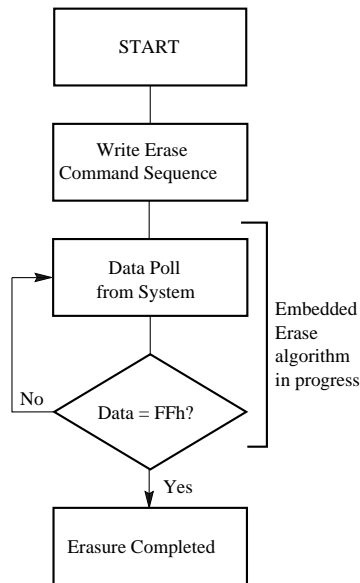 START
Write Erase
Command Sequence
Data Poll
from System
Embedded
Erase
algorithm
in progress
Data = FFh?
No
Yes
Erasure Completed